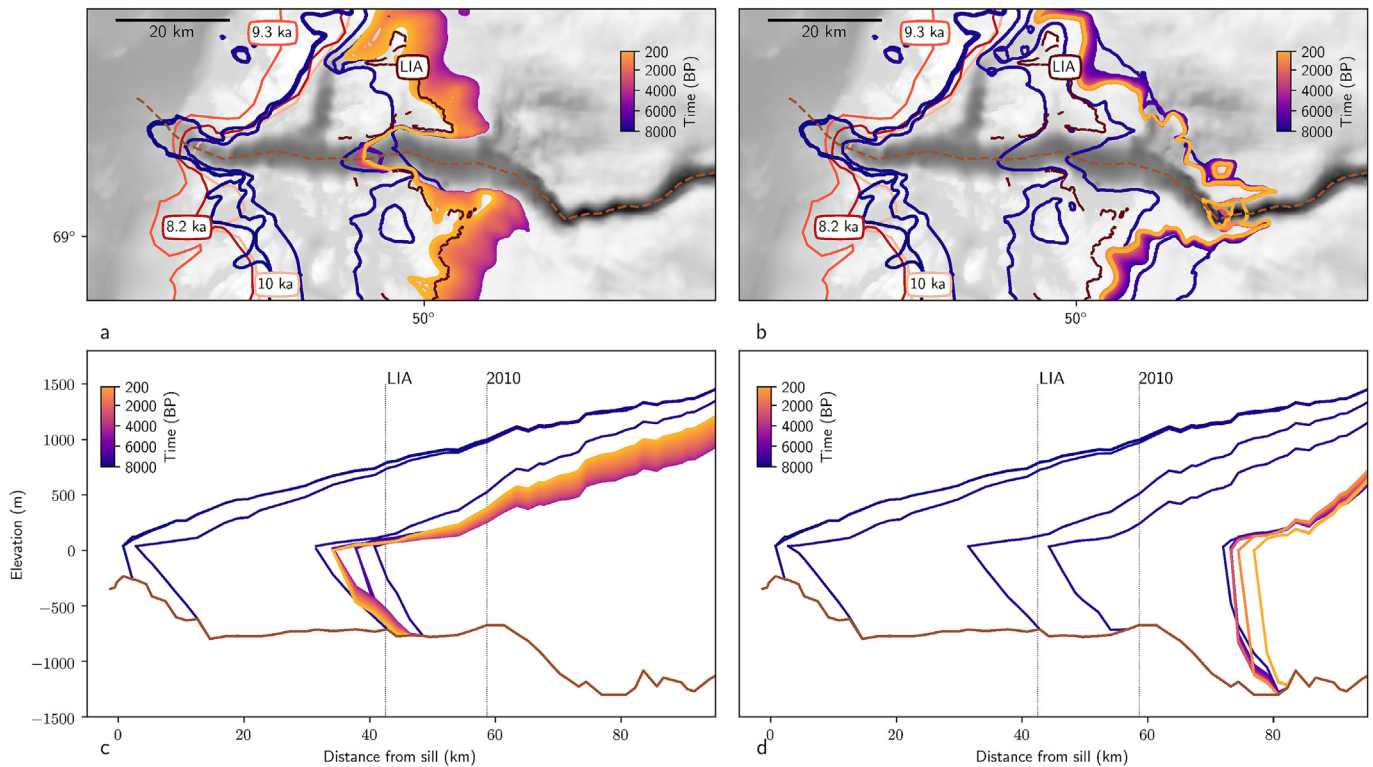 20 km
9.3 ka
LIA
200
2000
4000
6000
8000
Time (BP)
8.2 ka
10 ka
69°
50°
a
20 km
9.3 ka
LIA
200
2000
4000
6000
8000
Time (BP)
8.2 ka
10 ka
50°
b
1500
1000
500
0
−500
−1000
−1500
Elevation (m)
200
2000
4000
6000
8000
Time (BP)
LIA
2010
0
20
40
60
80
Distance from sill (km)
c
200
2000
4000
6000
8000
Time (BP)
LIA
2010
0
20
40
60
80
Distance from sill (km)
d